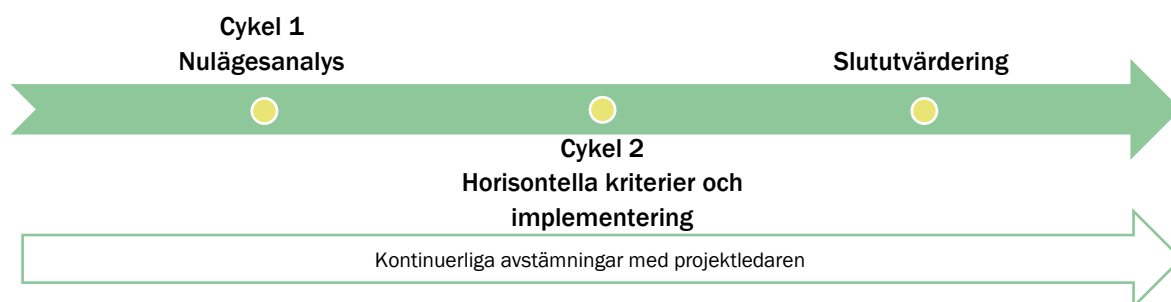 Cykel 1
Nulägesanalys
Slututvärdering
Cykel 2
Horisontella kriterier och
implementering
Kontinuerliga avstämningar med projektledaren